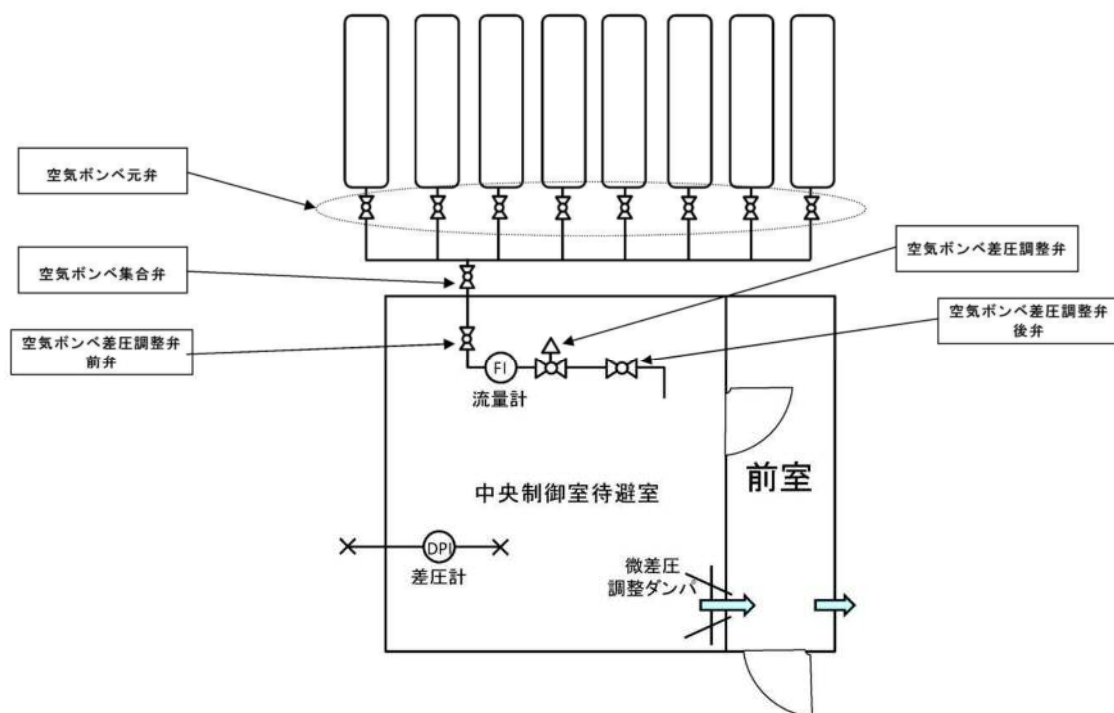 空気ボンベ元弁
空気ボンベ集合弁
空気ボンベ差圧調整弁
前弁
空気ボンベ差圧調整弁
空気ボンベ差圧調整弁
後弁
FI
流量計
中央制御室待避室
前室
DPI
差圧計
微差圧
調整ダンパ